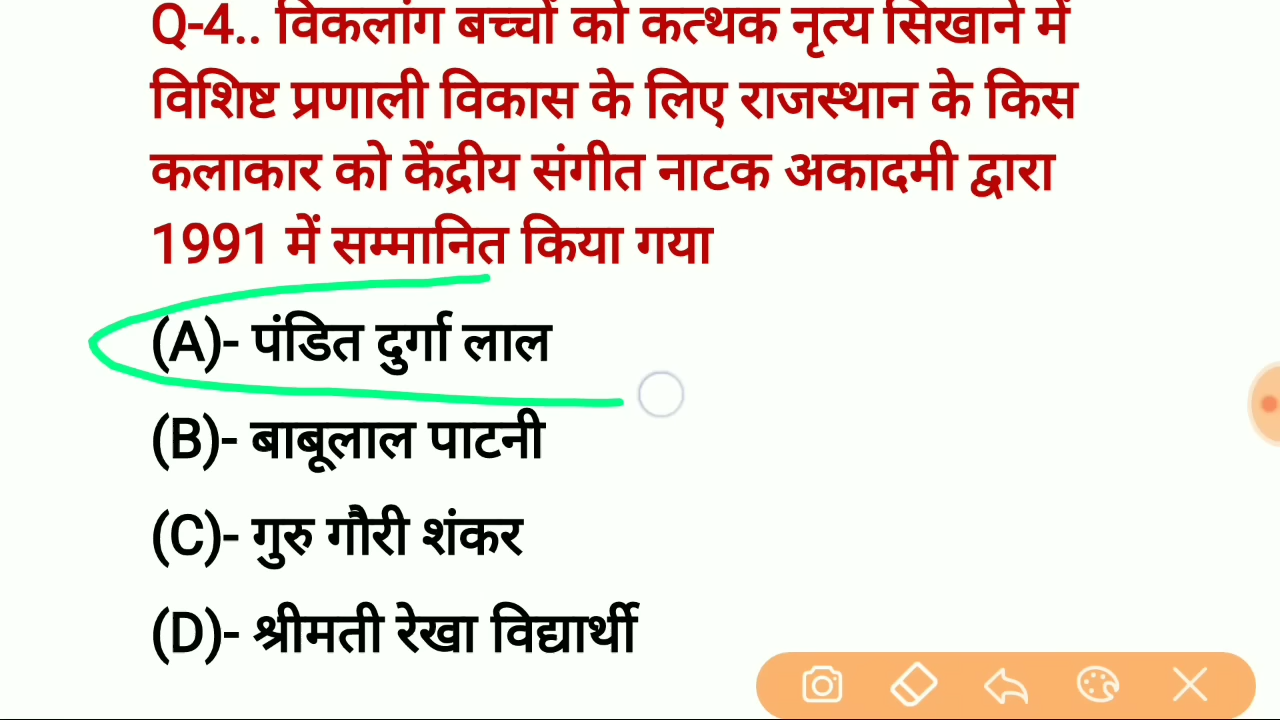 Q-4.. विकलांग बच्चों को कत्थक नृत्य सिखाने में
विशिष्ट प्रणाली विकास के लिए राजस्थान के किस
कलाकार को केंद्रीय संगीत नाटक अकादमी द्वारा
1991 में सम्मानित किया गया
(A)- पंडित दुर्गा लाल
(B)- बाबूलाल पाटनी
(C)- गुरु गौरी शंकर
(D)- श्रीमती रेखा विद्यार्थी